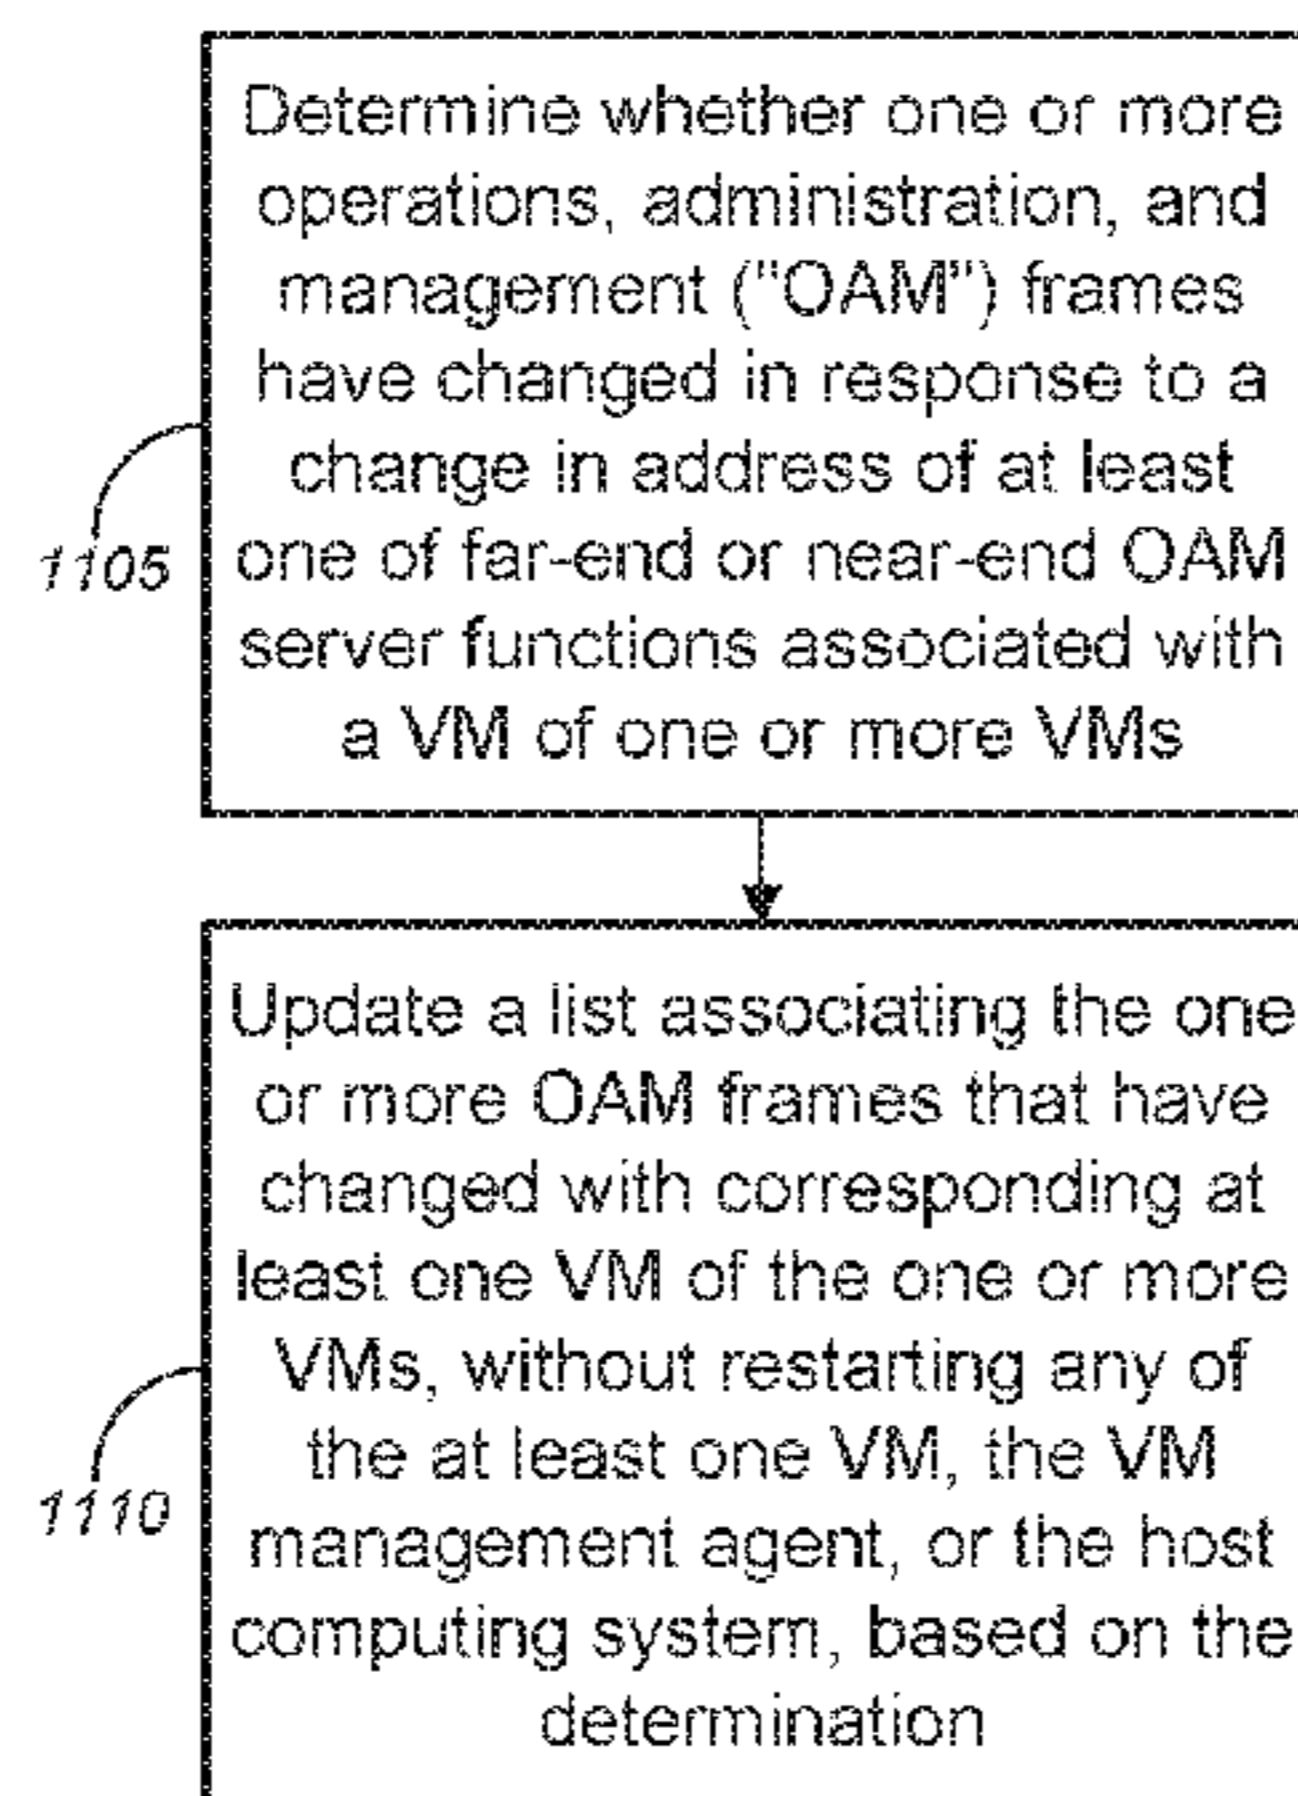 Determine whether one or more
operations, administration, and
management ("OAM") frames
have changed in response to a
change in address of at least
one of far-end or near-end OAM
server functions associated with
a VM of one or more VMs
1105
Update a list associating the one
or more OAM frames that have
changed with corresponding at
least one VM of the one or more
VMs, without restarting any of
the at least one VM, the VM
management agent, or the host
computing system, based on the
determination
1110